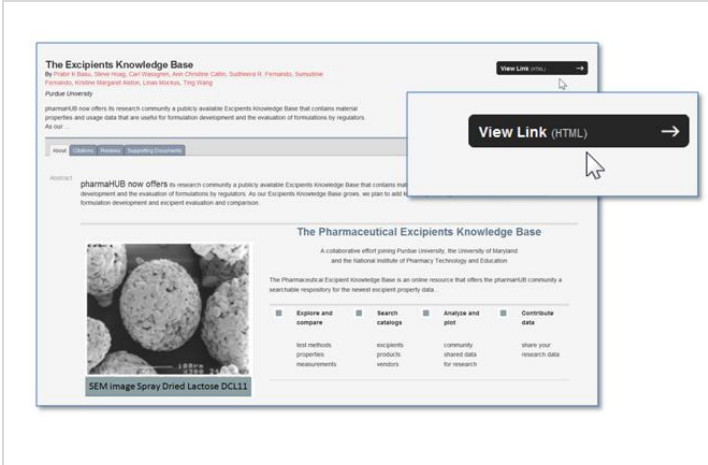 The Excipients Knowledge Base
By Prabir K Basu, Steve Hoag, Carl Wassgren, Ann Christine Catlin, Sudheera R. Fernando, Sumudinie
Fernando, Kristine Margaret Alston, Linas Mockus, Ting Wang
Purdue University
pharmaHUB now offers its research community a publicly available Excipients Knowledge Base that contains material
properties and usage data that are useful for formulation development and the evaluation of formulations by regulators.
As our ...
View Link (HTML) →
View Link (HTML) →
About Citations Reviews Supporting Documents
Abstract
pharmaHUB now offers its research community a publicly available Excipients Knowledge Base that contains
development and the evaluation of formulations by regulators. As our Excipients Knowledge Base grows, we plan to add
formulation development and excipient evaluation and comparison.
The Pharmaceutical Excipients Knowledge Base
A collaborative effort joining Purdue University, the University of Maryland
and the National Institute of Pharmacy Technology and Education
The Pharmaceutical Excipient Knowledge Base is an online resource that offers the pharmaHUB community a
searchable respository for the newest excipient property data...
Explore and compare
test methods
properties
measurements
Search catalogs
excipients
products
vendors
Analyze and plot
community
shared data
for research
Contribute data
share your
research data
100µm
SEM image Spray Dried Lactose DCL11